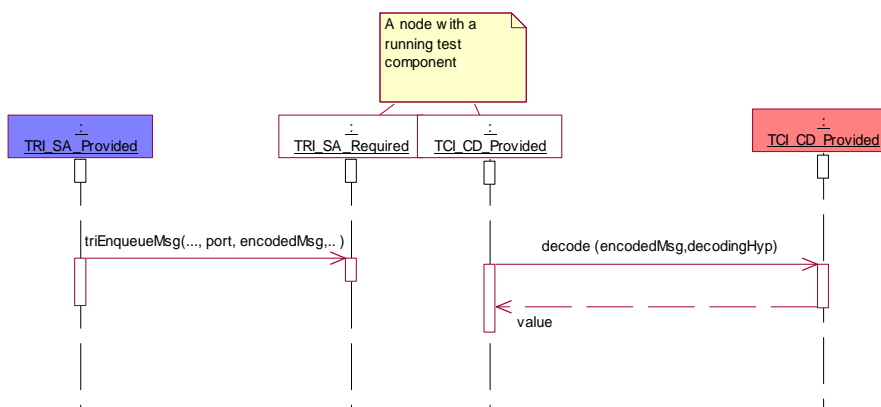 A node with a
running test
component
:
TRI_SA_Provided
:
TRI_SA_Required
:
TCI_CD_Provided
:
TCI_CD_Provided
triEnqueueMsg(..., port, encodedMsg,.. )
decode (encodedMsg,decodingHyp)
value